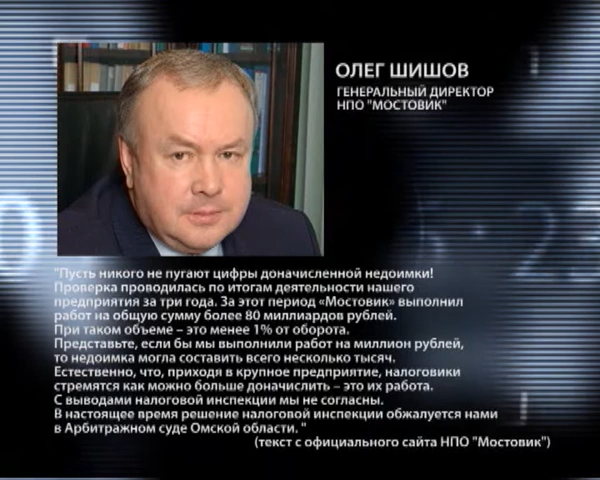 ОЛЕГ ШИШОВ
ГЕНЕРАЛЬНЫЙ ДИРЕКТОР
НПО "МОСТОВИК"
"Пусть никого не пугают цифры доначисленной недоимки!
Проверка проводилась по итогам деятельности нашего
предприятия за три года. За этот период «Мостовик» выполнил
работ на общую сумму более 80 миллиардов рублей.
При таком объеме – это менее 1% от оборота.
Представьте, если бы мы выполнили работ на миллион рублей,
то недоимка могла составить всего несколько тысяч.
Естественно, что, приходя в крупное предприятие, налоговики
стремятся как можно больше доначислить – это их работа.
С выводами налоговой инспекции мы не согласны.
В настоящее время решение налоговой инспекции обжалуется нами
в Арбитражном суде Омской области. "
(текст с официального сайта НПО "Мостовик")